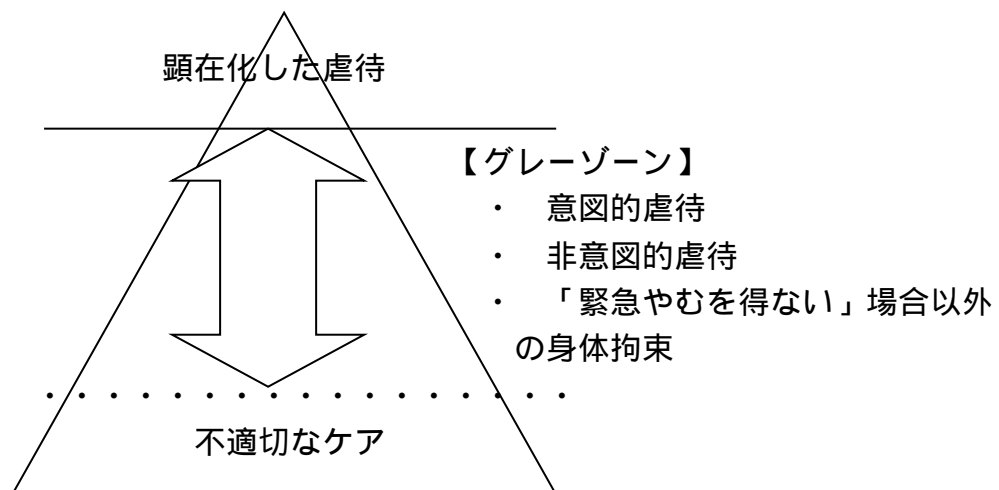 顕在化した虐待
【グレーゾーン】
・　意図的虐待
・　非意図的虐待
・　「緊急やむを得ない」場合以外
の身体拘束
不適切なケア